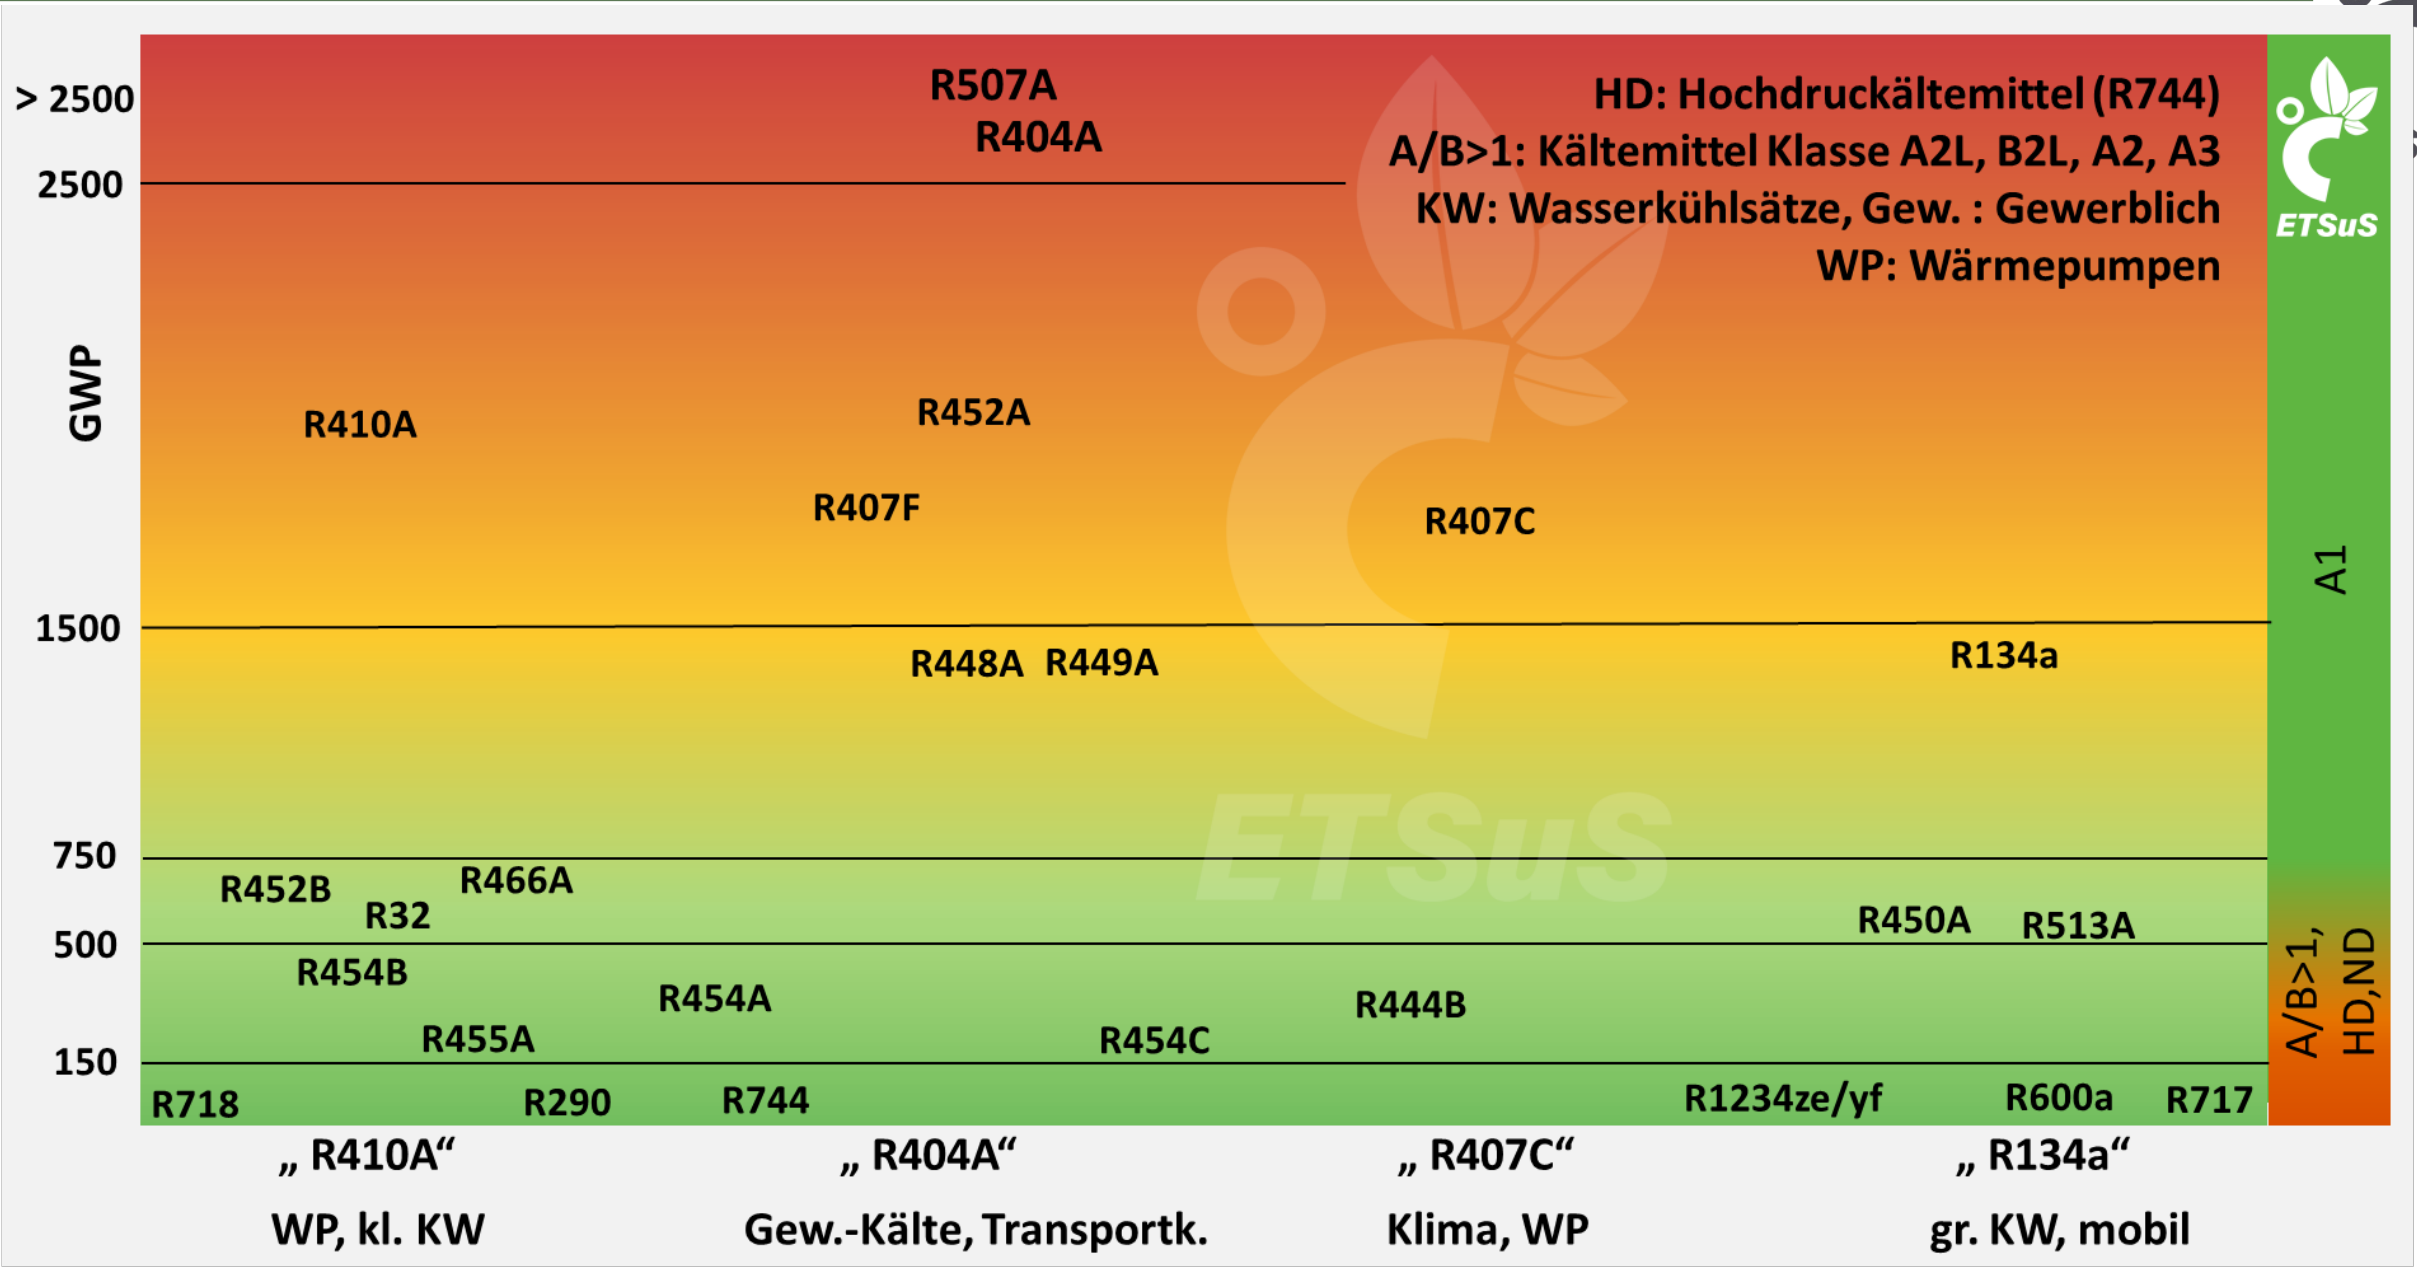 > 2500
2500
GWP
1500
750
500
150
R507A
R404A
HD: Hochdruckältemittel (R744)
A/B>1: Kältemittel Klasse A2L, B2L, A2, A3
KW: Wasserkühlsätze, Gew. : Gewerblich
WP: Wärmepumpen
ETSuS
R410A
R452A
R407F
R407C
A1
R448A R449A
R134a
ETSuS
R452B
R32
R466A
R450A
R513A
R454B
R455A
R454A
R454C
R444B
A/B>1,
HD,ND
R718
R290
R744
R1234ze/yf
R600a
R717
„ R410A“
„ R404A“
„ R407C“
„ R134a“
WP, kl. KW
Gew.-Kälte, Transportk.
Klima, WP
gr. KW, mobil